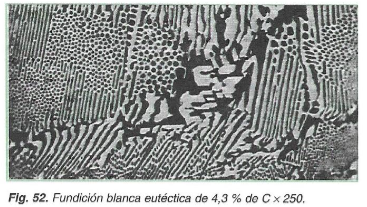 Fig. 52. Fundición blanca eutéctica de 4,3 % de C × 250.